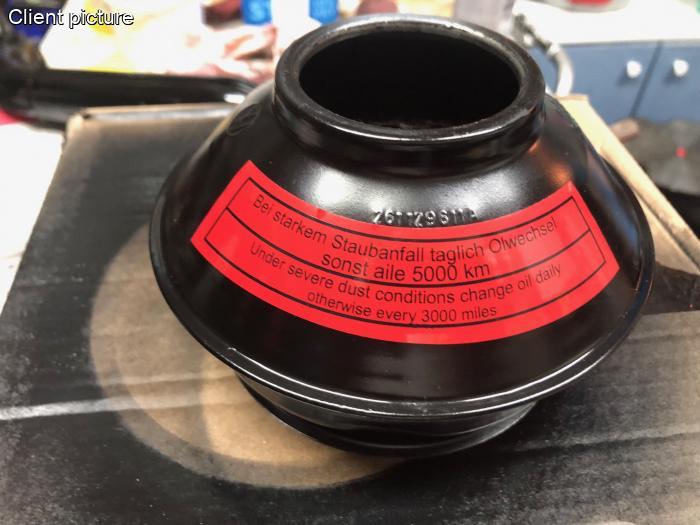 Client picture
261129611A
Bei starkem Staubanfall taglich Olwechsel
sonst aile 5000 km
Under severe dust conditions change oil daily
otherwise every 3000 miles